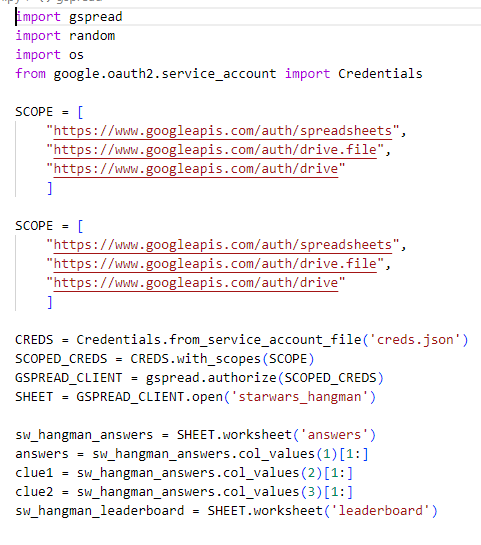 import gspread
import random
import os
from google.oauth2.service_account import Credentials

SCOPE = [
    "https://www.googleapis.com/auth/spreadsheets",
    "https://www.googleapis.com/auth/drive.file",
    "https://www.googleapis.com/auth/drive"
    ]

SCOPE = [
    "https://www.googleapis.com/auth/spreadsheets",
    "https://www.googleapis.com/auth/drive.file",
    "https://www.googleapis.com/auth/drive"
    ]

CREDS = Credentials.from_service_account_file('creds.json')
SCOPED_CREDS = CREDS.with_scopes(SCOPE)
GSPREAD_CLIENT = gspread.authorize(SCOPED_CREDS)
SHEET = GSPREAD_CLIENT.open('starwars_hangman')

sw_hangman_answers = SHEET.worksheet('answers')
answers = sw_hangman_answers.col_values(1)[1:]
clue1 = sw_hangman_answers.col_values(2)[1:]
clue2 = sw_hangman_answers.col_values(3)[1:]
sw_hangman_leaderboard = SHEET.worksheet('leaderboard')